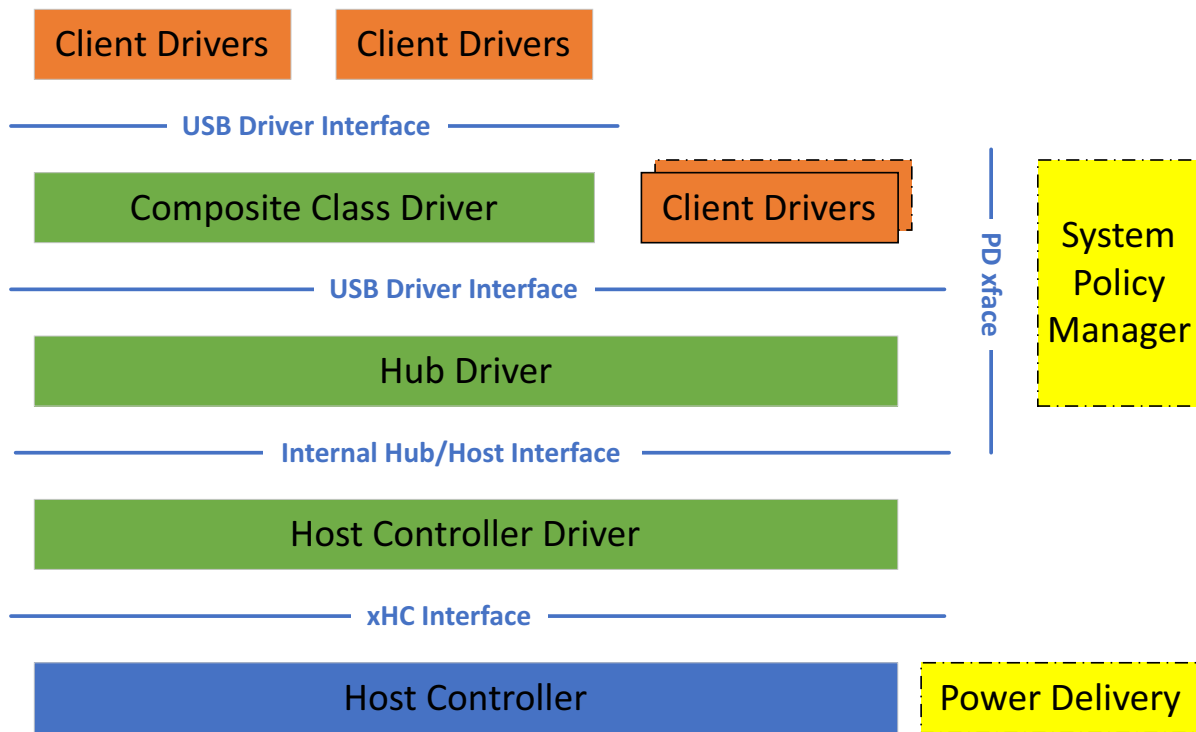 Client Drivers
Client Drivers
USB Driver Interface
Composite Class Driver
Client Drivers
System
Policy
Manager
PD xface
USB Driver Interface
Hub Driver
Internal Hub/Host Interface
Host Controller Driver
xHC Interface
Host Controller
Power Delivery